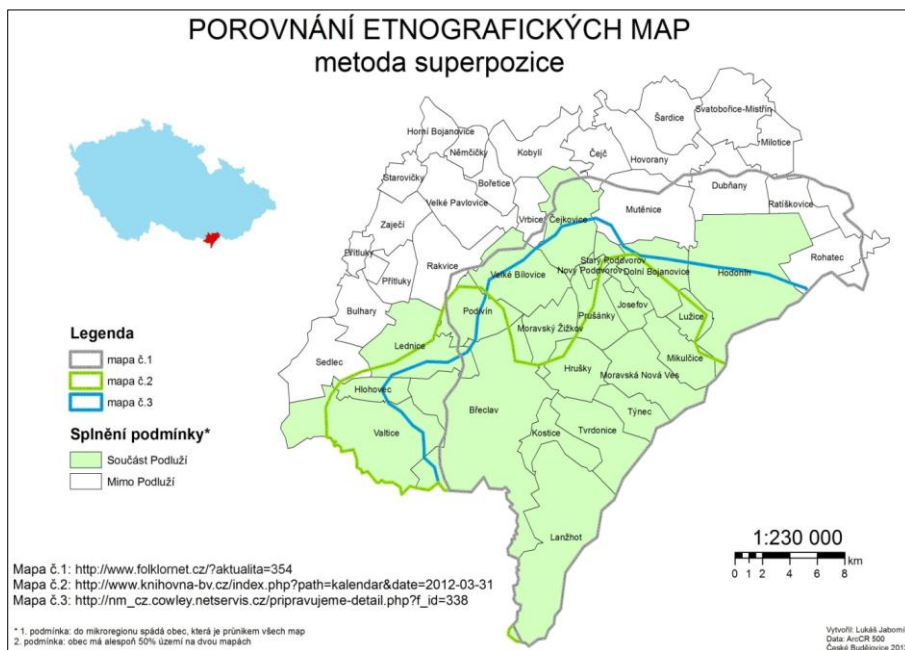 POROVNÁNÍ ETNOGRAFICKÝCH MAP
metoda superpozice
Horní Bojanovice
Němčičky
Kobylí
Čejč
Šardice
Svatobořice-Mistřín
Milotice
Hovorany
Starovičky
Bořetice
Velké Pavlovice
Vrbice
Čejkovice
Mutěnice
Dubňany
Ratíškovice
Zaječí
Přítluky
Přítluky
Rakvice
Velké Bílovice
Starý Poddvorov
Nový Poddvorov
Dolní Bojanovice
Hodonín
Rohatec
Bulhary
Podivín
Moravský Žižkov
Prušánky
Josefov
Lužice
Lednice
Sedlec
Hlohovec
Hrušky
Mikulčice
Moravská Nová Ves
Valtice
Břeclav
Týnec
Kostice
Tvrdonice
Lanžhot
Legenda
mapa č.1
mapa č.2
mapa č.3
Splnění podmínky*
Součást Podluží
Mimo Podluží
1:230 000
0 1 2 4 6 8
km
Mapa č.1: http://www.folklornet.cz/?aktualita=354
Mapa č.2: http://www.knihovna-bv.cz/index.php?path=kalendar&date=2012-03-31
Mapa č.3: http://nm_cz.cowley.netservis.cz/pripravujeme-detail.php?f_id=338
* 1. podmínka: do mikroregionu spádá obec, která je průnikem všech map
2. podmínka: obec má alespoň 50% území na dvou mapách
Vytvořil: Lukáš
Data: ArcCR 500
České Budějovice